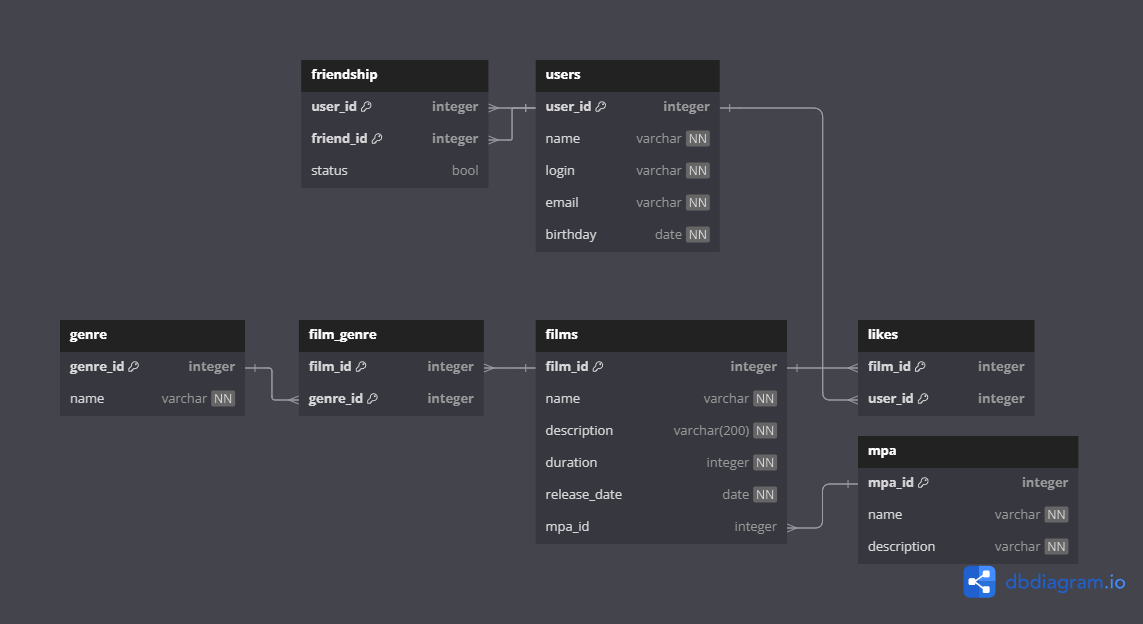 friendship
user_id integer
friend_id integer
status bool
users
user_id integer
name varchar NN
login varchar NN
email varchar NN
birthday date NN
genre
genre_id integer
name varchar NN
film_genre
film_id integer
genre_id integer
films
film_id integer
name varchar NN
description varchar(200) NN
duration integer NN
release_date date NN
mpa_id integer
likes
film_id integer
user_id integer
mpa
mpa_id integer
name varchar NN
description varchar NN
dbdiagram.io